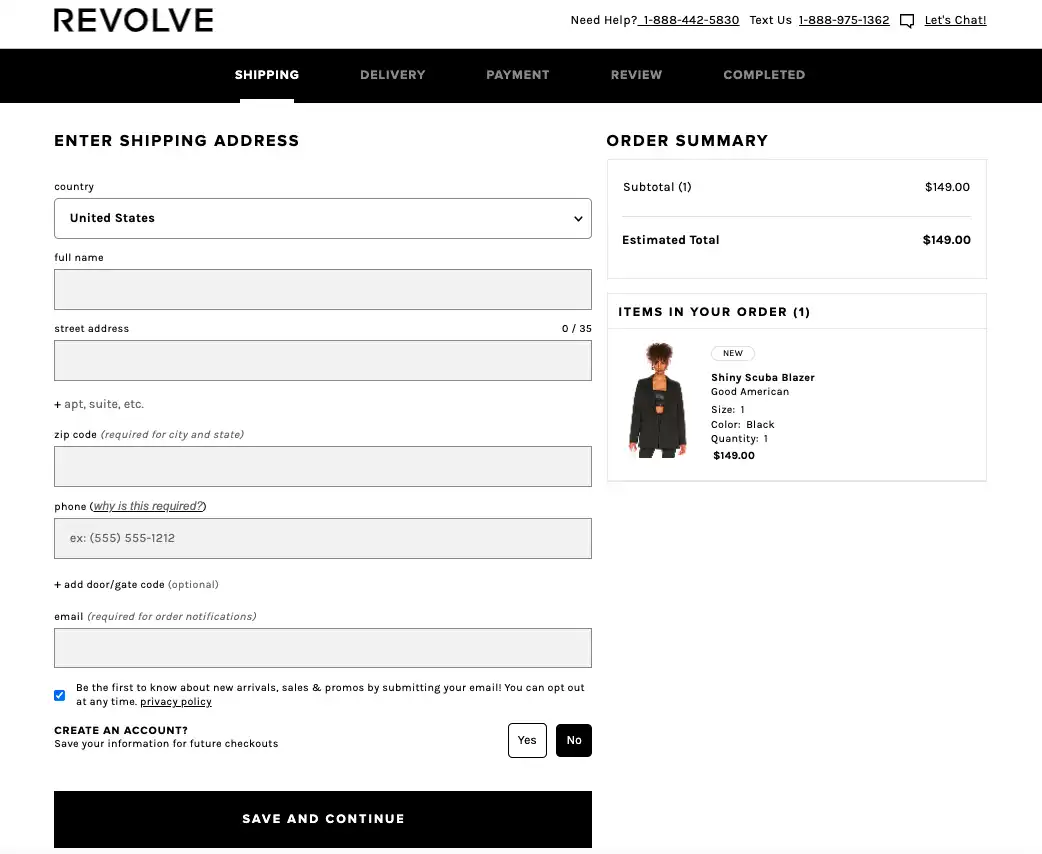 REVOLVE
Need Help? 1-888-442-5830 Text Us 1-888-975-1362 Let's Chat!
SHIPPING DELIVERY PAYMENT REVIEW COMPLETED
ENTER SHIPPING ADDRESS
country
United States
full name
street address 0 / 35
+ apt, suite, etc.
zip code (required for city and state)
phone (why is this required?)
ex: (555) 555-1212
+ add door/gate code (optional)
email (required for order notifications)
Be the first to know about new arrivals, sales & promos by submitting your email! You can opt out
at any time. privacy policy
CREATE AN ACCOUNT?
Save your information for future checkouts
Yes No
SAVE AND CONTINUE
ORDER SUMMARY
Subtotal (1) $149.00
Estimated Total $149.00
ITEMS IN YOUR ORDER (1)
NEW
Shiny Scuba Blazer
Good American
Size: 1
Color: Black
Quantity: 1
$149.00